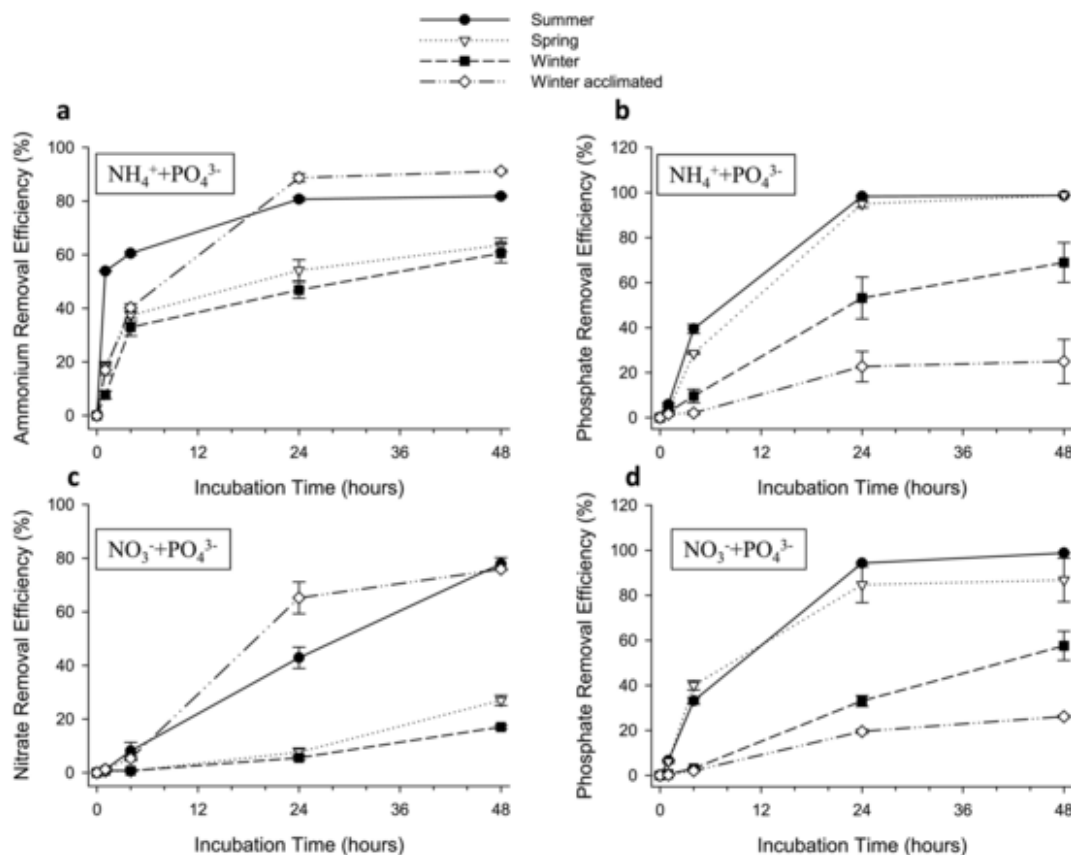 Summer
Spring
Winter
Winter acclimated
a
NH₄⁺+PO₄³⁻
Ammonium Removal Efficiency (%)
100
80
60
40
20
0
0 12 24 36 48
Incubation Time (hours)
b
NH₄⁺+PO₄³⁻
Phosphate Removal Efficiency (%)
120
100
80
60
40
20
0
0 12 24 36 48
Incubation Time (hours)
c
NO₃⁻+PO₄³⁻
Nitrate Removal Efficiency (%)
100
80
60
40
20
0
0 12 24 36 48
Incubation Time (hours)
d
NO₃⁻+PO₄³⁻
Phosphate Removal Efficiency (%)
120
100
80
60
40
20
0
0 12 24 36 48
Incubation Time (hours)